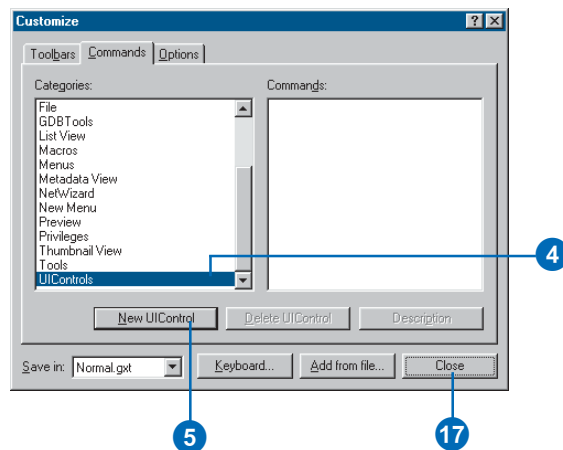 Customize
Toolbars Commands Options
Categories:
Commands:
File
GDBTools
List View
Macros
Menus
Metadata View
NetWizard
New Menu
Preview
Privileges
Thumbnail View
Tools
UIControls
4
New UIControl Delete UIControl Description
Save in: Normal.gxt Keyboard... Add from file... Close
5 17